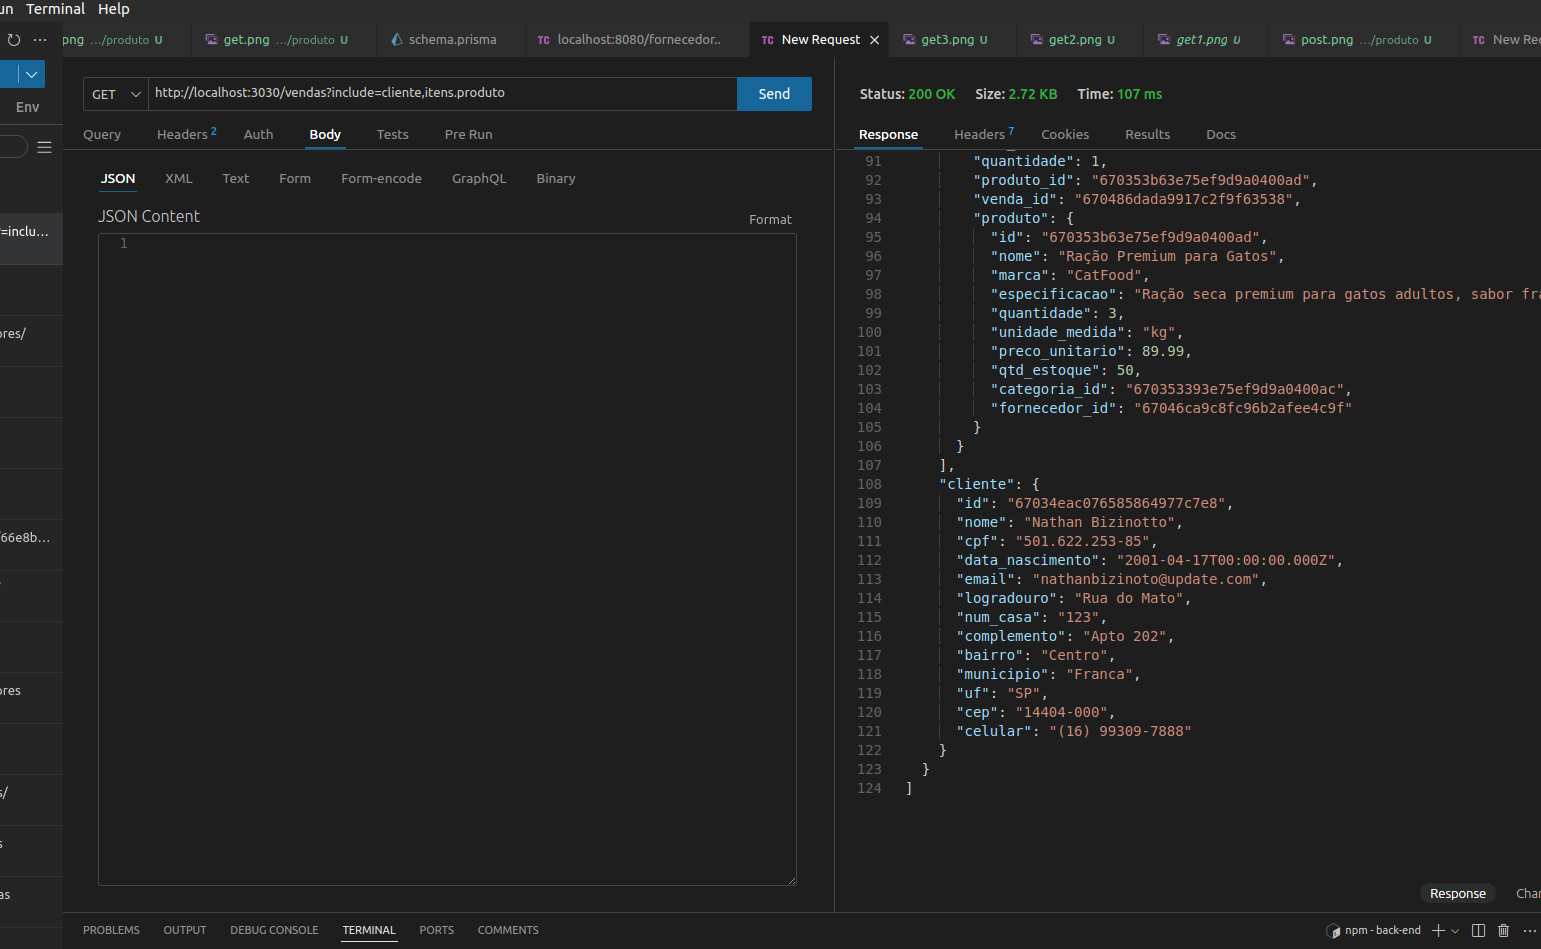 un Terminal Help
png .../produto U get.png .../produto U schema.prisma TC localhost:8080/fornecedor.. TC New Request get3.png U get2.png U get1.png U post.png .../produto U TC New Rec
GET http://localhost:3030/vendas?include=cliente,itens.produto Send
Env
Query Headers 2 Auth Body Tests Pre Run
JSON XML Text Form Form-encode GraphQL Binary
JSON Content Format
1
=inclu...
ores/
/66e8b...
ores
s/
s
as
Status: 200 OK Size: 2.72 KB Time: 107 ms
Response Headers 7 Cookies Results Docs
91 "quantidade": 1,
92 "produto_id": "670353b63e75ef9d9a0400ad",
93 "venda_id": "670486dada9917c2f9f63538",
94 "produto": {
95 "id": "670353b63e75ef9d9a0400ad",
96 "nome": "Ração Premium para Gatos",
97 "marca": "CatFood",
98 "especificacao": "Ração seca premium para gatos adultos, sabor fra
99 "quantidade": 3,
100 "unidade_medida": "kg",
101 "preco_unitario": 89.99,
102 "qtd_estoque": 50,
103 "categoria_id": "670353393e75ef9d9a0400ac",
104 "fornecedor_id": "67046ca9c8fc96b2afee4c9f"
105 }
106 }
107 ],
108 "cliente": {
109 "id": "67034eac076585864977c7e8",
110 "nome": "Nathan Bizinotto",
111 "cpf": "501.622.253-85",
112 "data_nascimento": "2001-04-17T00:00:00.000Z",
113 "email": "nathanbizinoto@update.com",
114 "logradouro": "Rua do Mato",
115 "num_casa": "123",
116 "complemento": "Apto 202",
117 "bairro": "Centro",
118 "municipio": "Franca",
119 "uf": "SP",
120 "cep": "14404-000",
121 "celular": "(16) 99309-7888"
122 }
123 }
124 ]
Response Char
PROBLEMS OUTPUT DEBUG CONSOLE TERMINAL PORTS COMMENTS npm - back-end